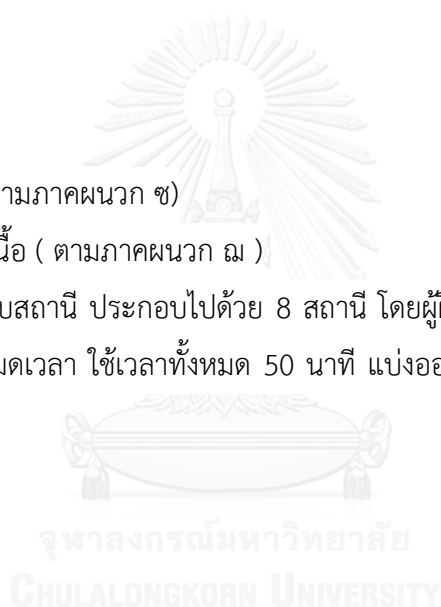 ามภาคผนวก ซ)
นื้อ ( ตามภาคผนวก ฌ )
บสถานี ประกอบไปด้วย 8 สถานี โดยผู้
มดเวลา ใช้เวลาทั้งหมด 50 นาที แบ่งออ
จุฬาลงกรณ์มหาวิทยาลัย
CHULALONGKORN UNIVERSITY